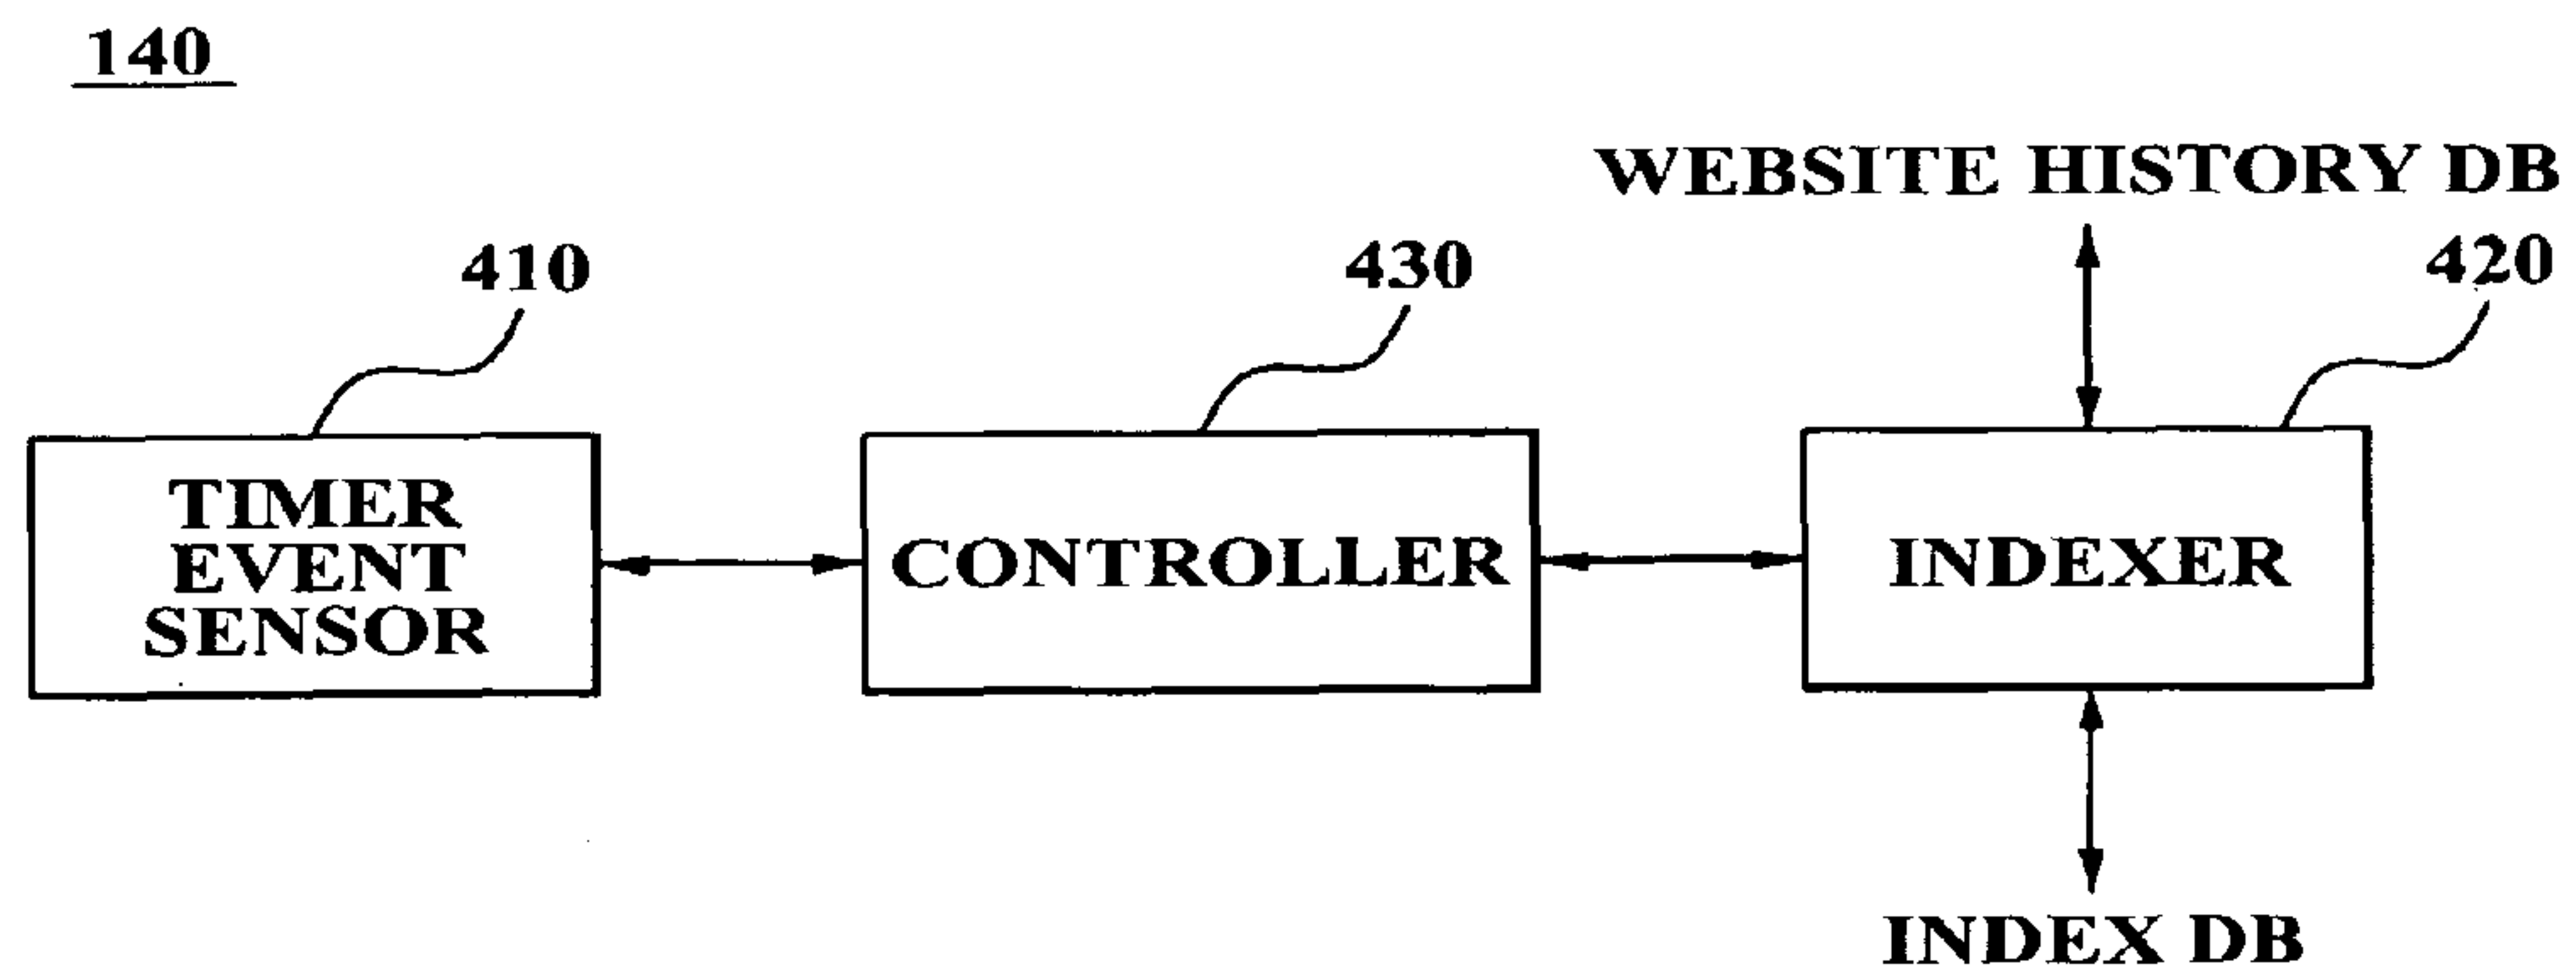 140
WEBSITE HISTORY DB
410
430
420
TIMER
EVENT
SENSOR
CONTROLLER
INDEXER
INDEX DB